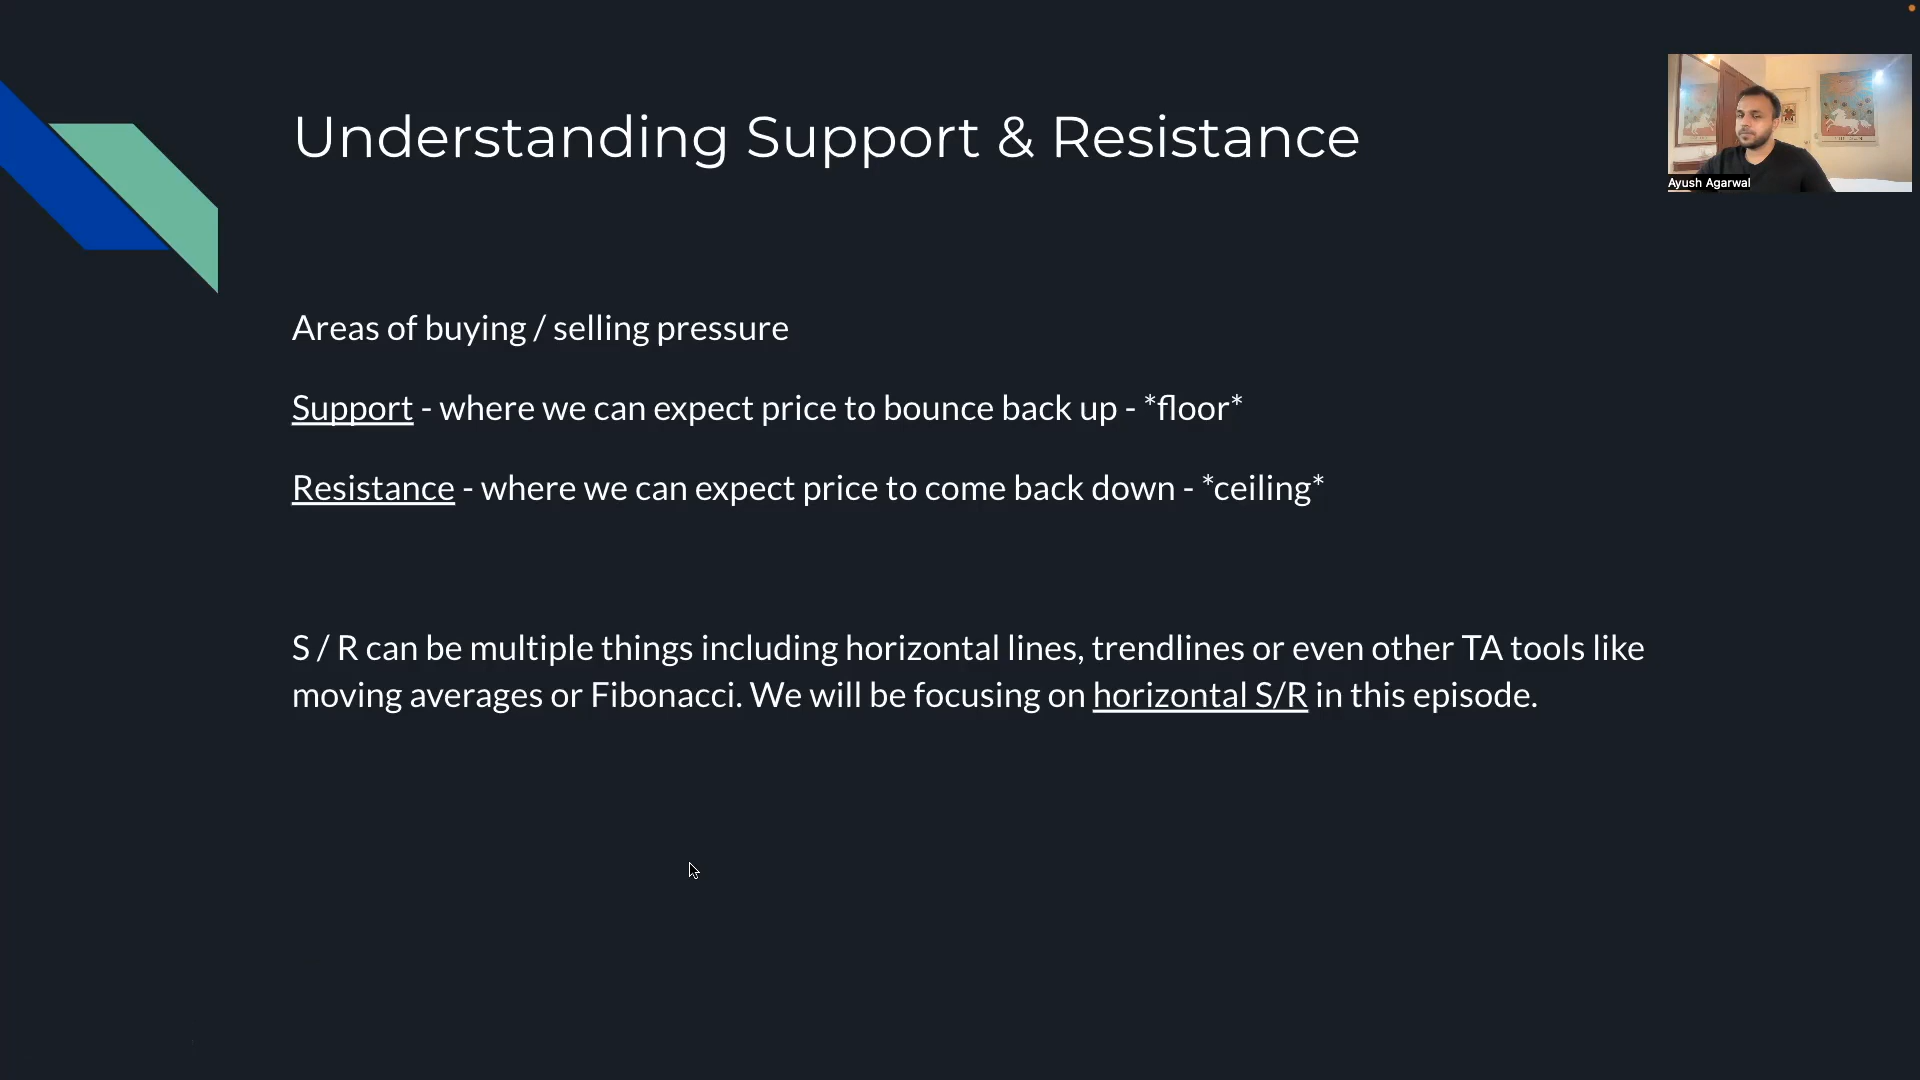 Understanding Support & Resistance
Ayush Agarwal
Areas of buying / selling pressure
Support - where we can expect price to bounce back up - *floor*
Resistance - where we can expect price to come back down - *ceiling*
S / R can be multiple things including horizontal lines, trendlines or even other TA tools like
moving averages or Fibonacci. We will be focusing on horizontal S/R in this episode.